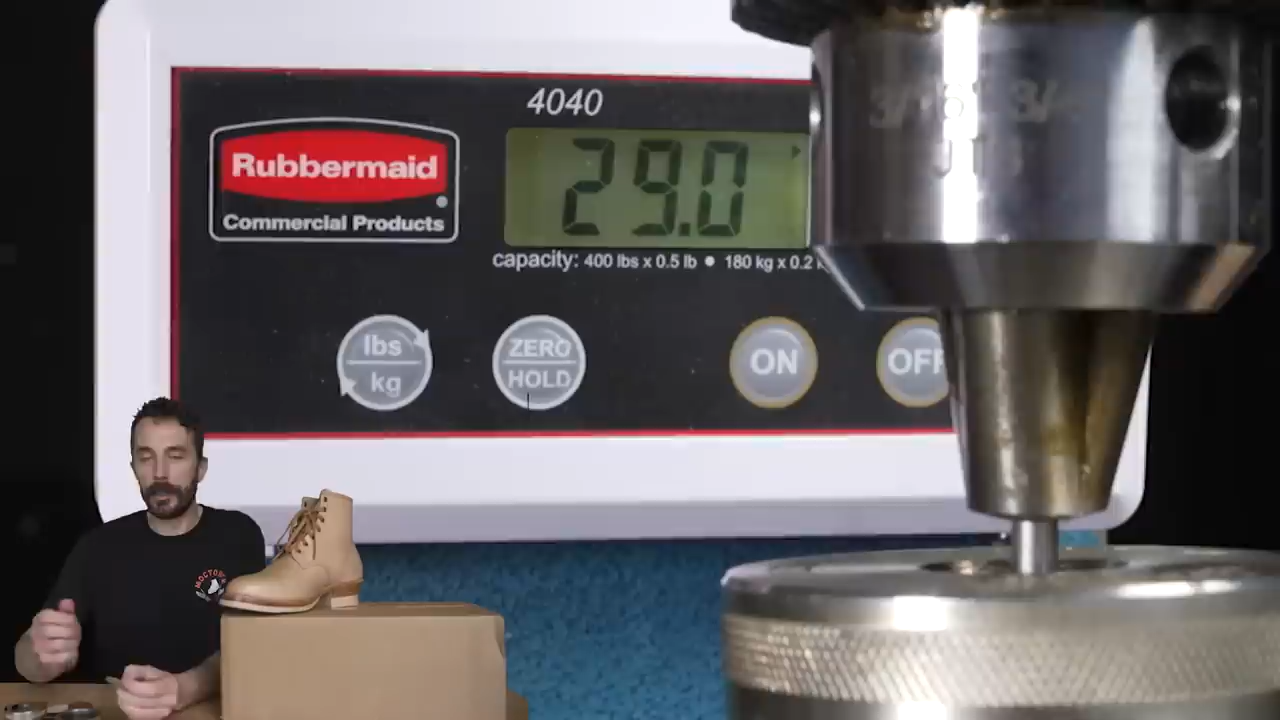 4040
Rubbermaid
Commercial Products
29.0
capacity: 400 lbs x 0.5 lb ● 180 kg x 0.2
lbs
kg
ZERO
HOLD
ON
OFF